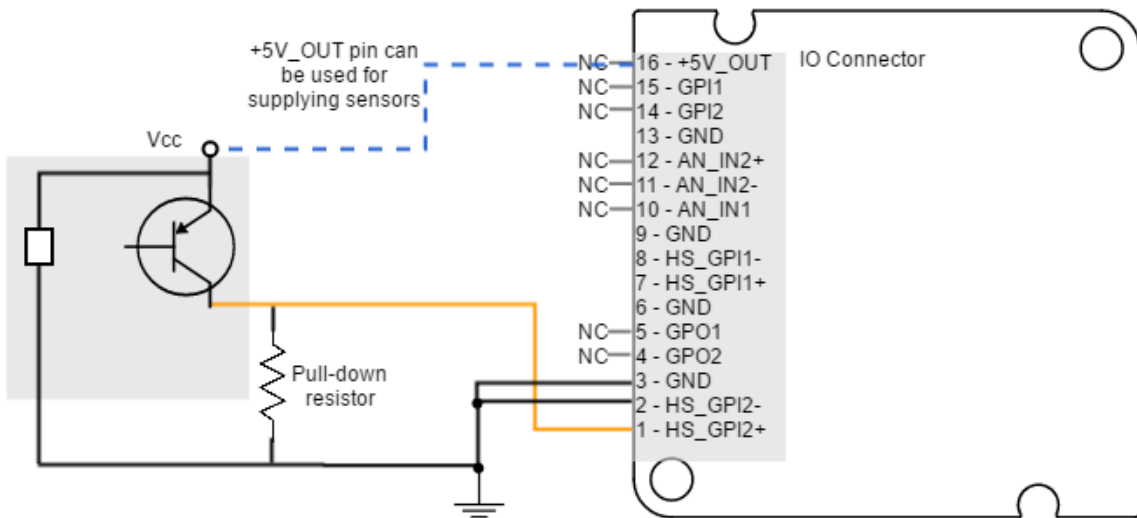 +5V_OUT pin can
be used for
supplying sensors
Vcc
Pull-down
resistor
IO Connector
NC 16 - +5V_OUT
NC 15 - GPI1
NC 14 - GPI2
13 - GND
NC 12 - AN_IN2+
NC 11 - AN_IN2-
NC 10 - AN_IN1
9 - GND
8 - HS_GPI1-
7 - HS_GPI1+
6 - GND
NC 5 - GPO1
NC 4 - GPO2
3 - GND
2 - HS_GPI2-
1 - HS_GPI2+